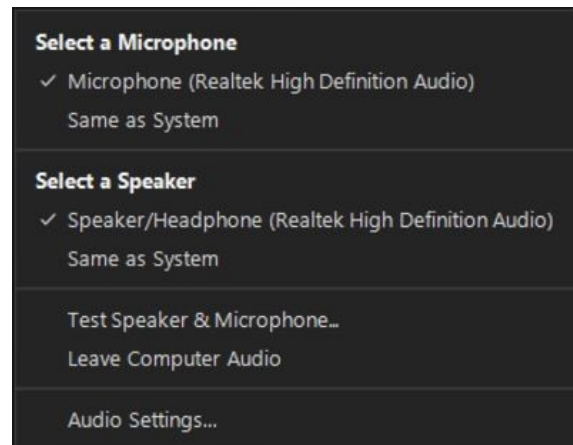 Select a Microphone
✓ Microphone (Realtek High Definition Audio)
Same as System
Select a Speaker
✓ Speaker/Headphone (Realtek High Definition Audio)
Same as System
Test Speaker & Microphone...
Leave Computer Audio
Audio Settings...